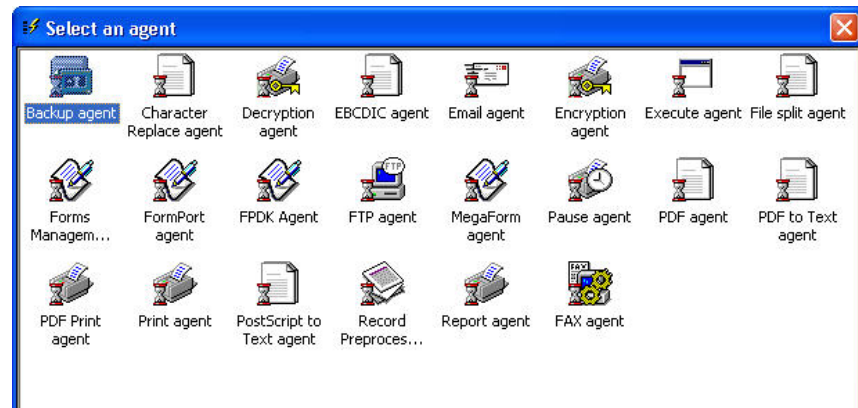 Select an agent
Backup agent
Character
Replace agent
Decryption
agent
EBCDIC agent
Email agent
Encryption
agent
Execute agent
File split agent
Forms
Managem...
FormPort
agent
FPDK Agent
FTP
FTP agent
MegaForm
agent
Pause agent
PDF agent
PDF to Text
agent
PDF Print
agent
Print agent
PostScript to
Text agent
Record
Preproces...
Report agent
FAX
FAX agent